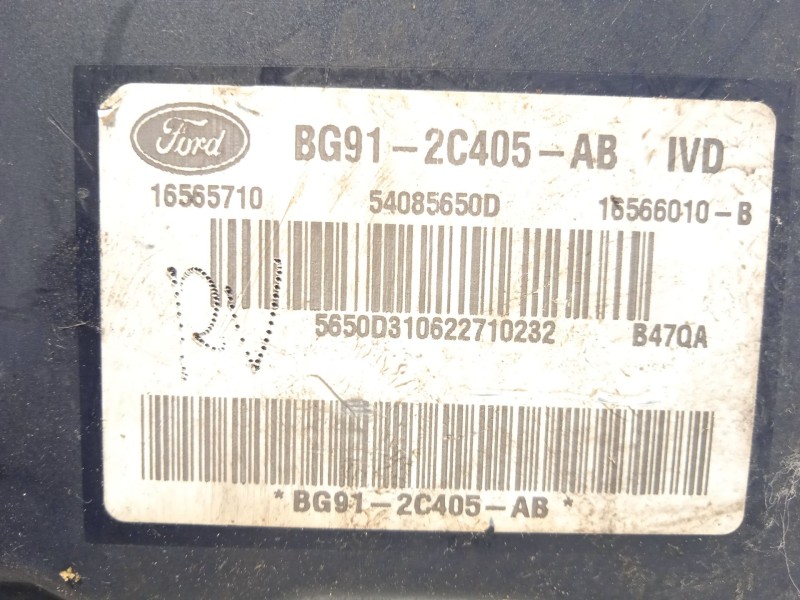 Ford BG91-2C405-AB IVD
16565710 54085650D 16566010-B
5650D310622710232 B47QA
*BG91-2C405-AB*